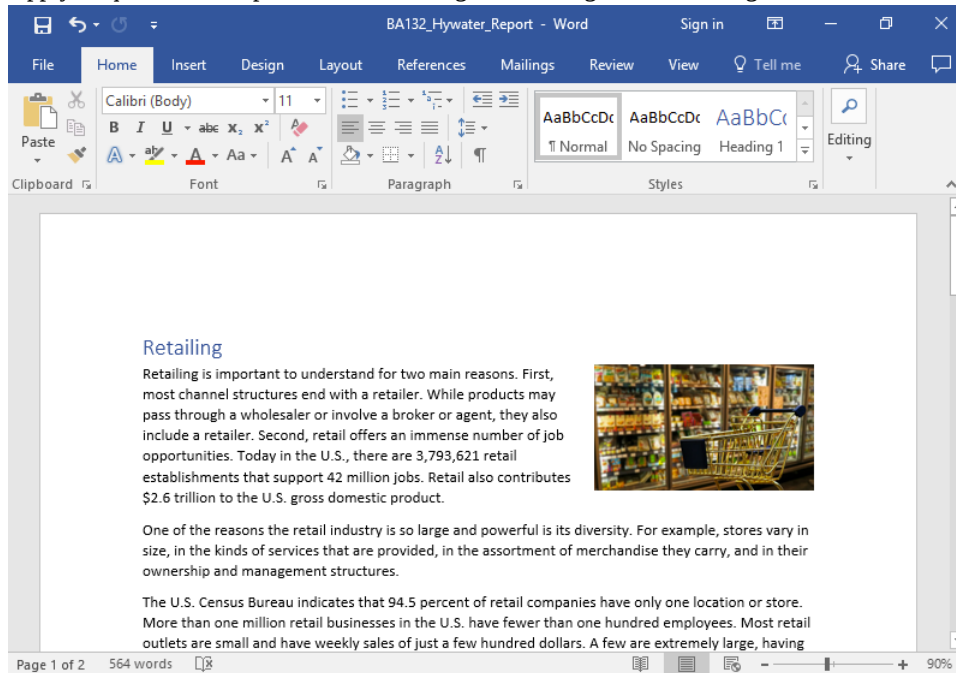 BA132_Hywater_Report - Word Sign in
File Home Insert Design Layout References Mailings Review View Tell me Share
Paste
Clipboard
Calibri (Body) 11
B I U abc X₂ X²
A aby A Aa A A
Font
Paragraph
AaBbCcDc AaBbCcDc AaBbC(
¶ Normal No Spacing Heading 1
Styles
Editing
Retailing
Retailing is important to understand for two main reasons. First,
most channel structures end with a retailer. While products may
pass through a wholesaler or involve a broker or agent, they also
include a retailer. Second, retail offers an immense number of job
opportunities. Today in the U.S., there are 3,793,621 retail
establishments that support 42 million jobs. Retail also contributes
$2.6 trillion to the U.S. gross domestic product.
One of the reasons the retail industry is so large and powerful is its diversity. For example, stores vary in
size, in the kinds of services that are provided, in the assortment of merchandise they carry, and in their
ownership and management structures.
The U.S. Census Bureau indicates that 94.5 percent of retail companies have only one location or store.
More than one million retail businesses in the U.S. have fewer than one hundred employees. Most retail
outlets are small and have weekly sales of just a few hundred dollars. A few are extremely large, having
Page 1 of 2 564 words 90%